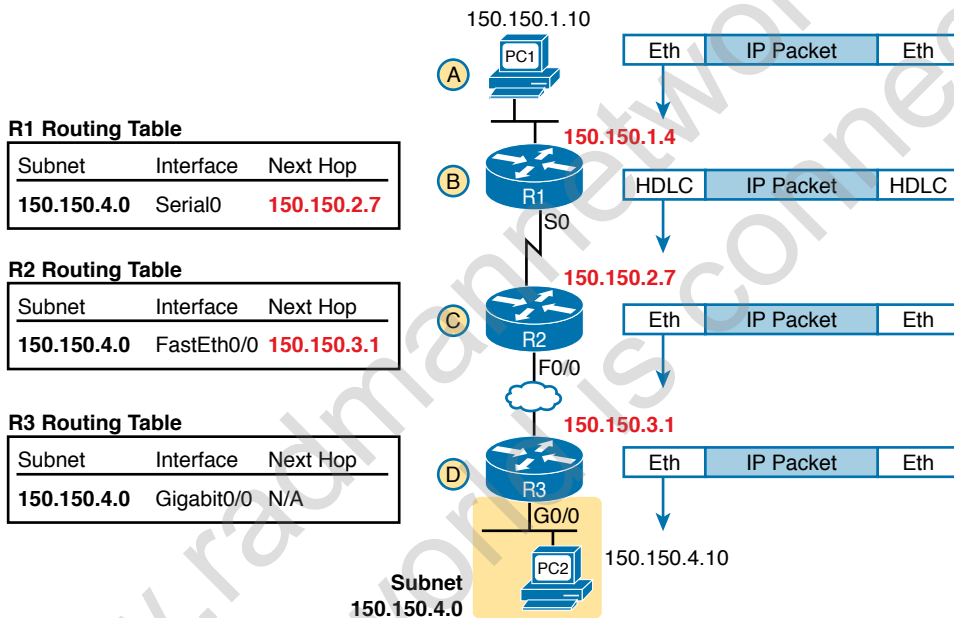 150.150.1.10
PC1
A
Eth IP Packet Eth
150.150.1.4
R1 Routing Table
Subnet Interface Next Hop
150.150.4.0 Serial0 150.150.2.7
B
R1
HDLC IP Packet HDLC
S0
R2 Routing Table
Subnet Interface Next Hop
150.150.4.0 FastEth0/0 150.150.3.1
150.150.2.7
C
R2
Eth IP Packet Eth
F0/0
R3 Routing Table
Subnet Interface Next Hop
150.150.4.0 Gigabit0/0 N/A
150.150.3.1
D
R3
Eth IP Packet Eth
G0/0
PC2
150.150.4.10
Subnet
150.150.4.0